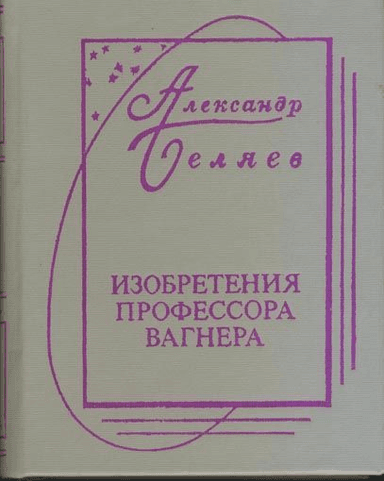 Александр
Беляев
ИЗОБРЕТЕНИЯ
ПРОФЕССОРА
ВАГНЕРА